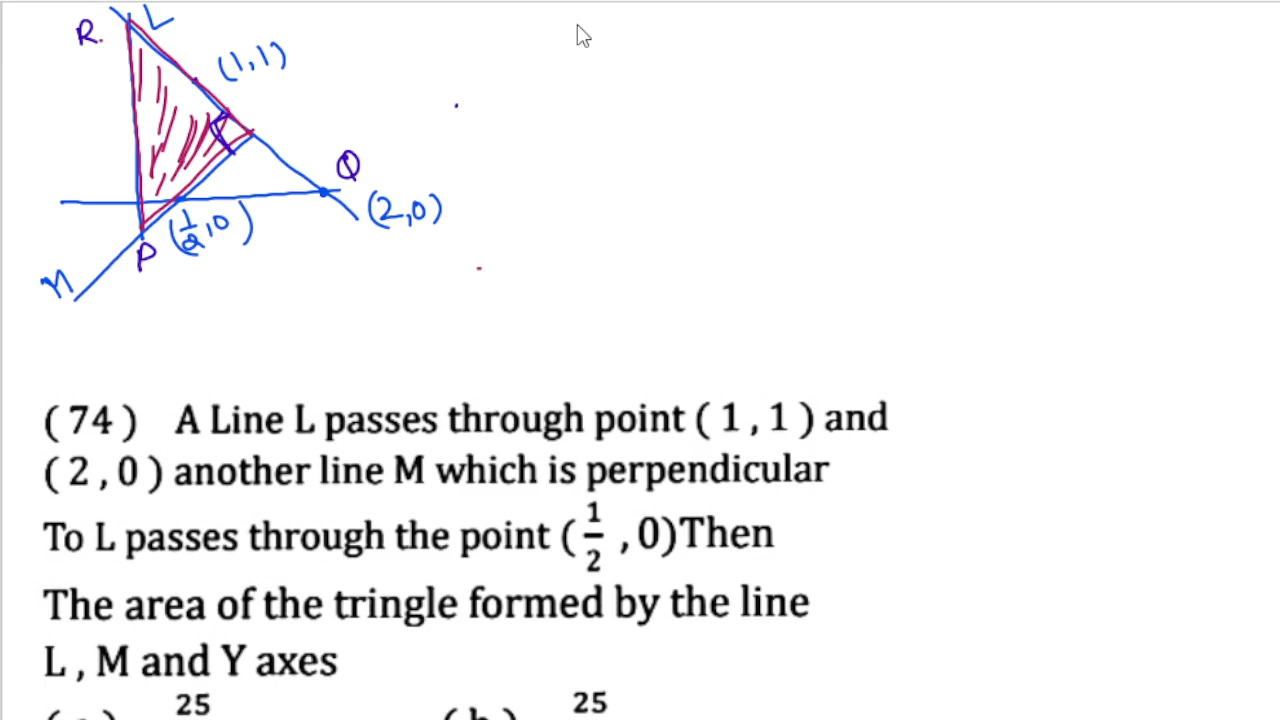 R.
L
(1,1)
Q
(2,0)
(1/2,0)
P
M
(74) A Line L passes through point (1,1) and
(2,0) another line M which is perpendicular
To L passes through the point (1/2,0)Then
The area of the tringle formed by the line
L, M and Y axes
25 25